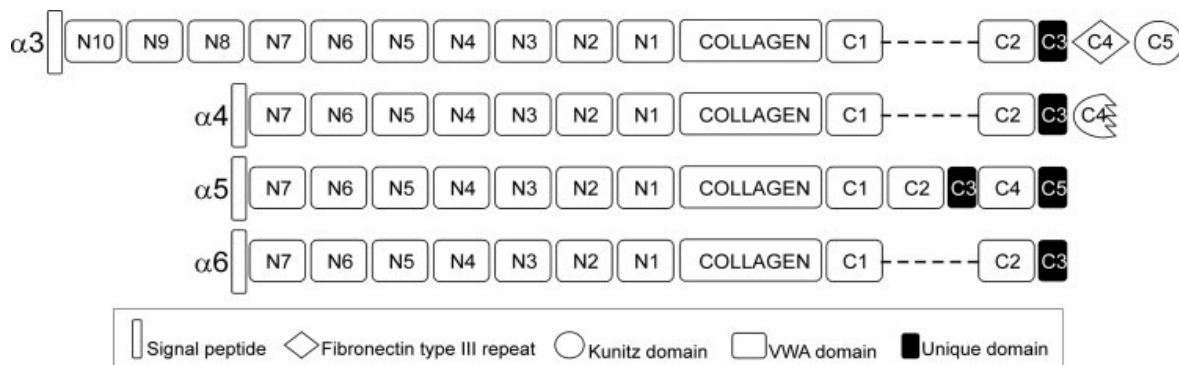 α3 N10 N9 N8 N7 N6 N5 N4 N3 N2 N1 COLLAGEN C1 C2 C3 C4 C5
α4 N7 N6 N5 N4 N3 N2 N1 COLLAGEN C1 C2 C3 C4
α5 N7 N6 N5 N4 N3 N2 N1 COLLAGEN C1 C2 C3 C4 C5
α6 N7 N6 N5 N4 N3 N2 N1 COLLAGEN C1 C2 C3
Signal peptide Fibronectin type III repeat Kunitz domain VWA domain Unique domain